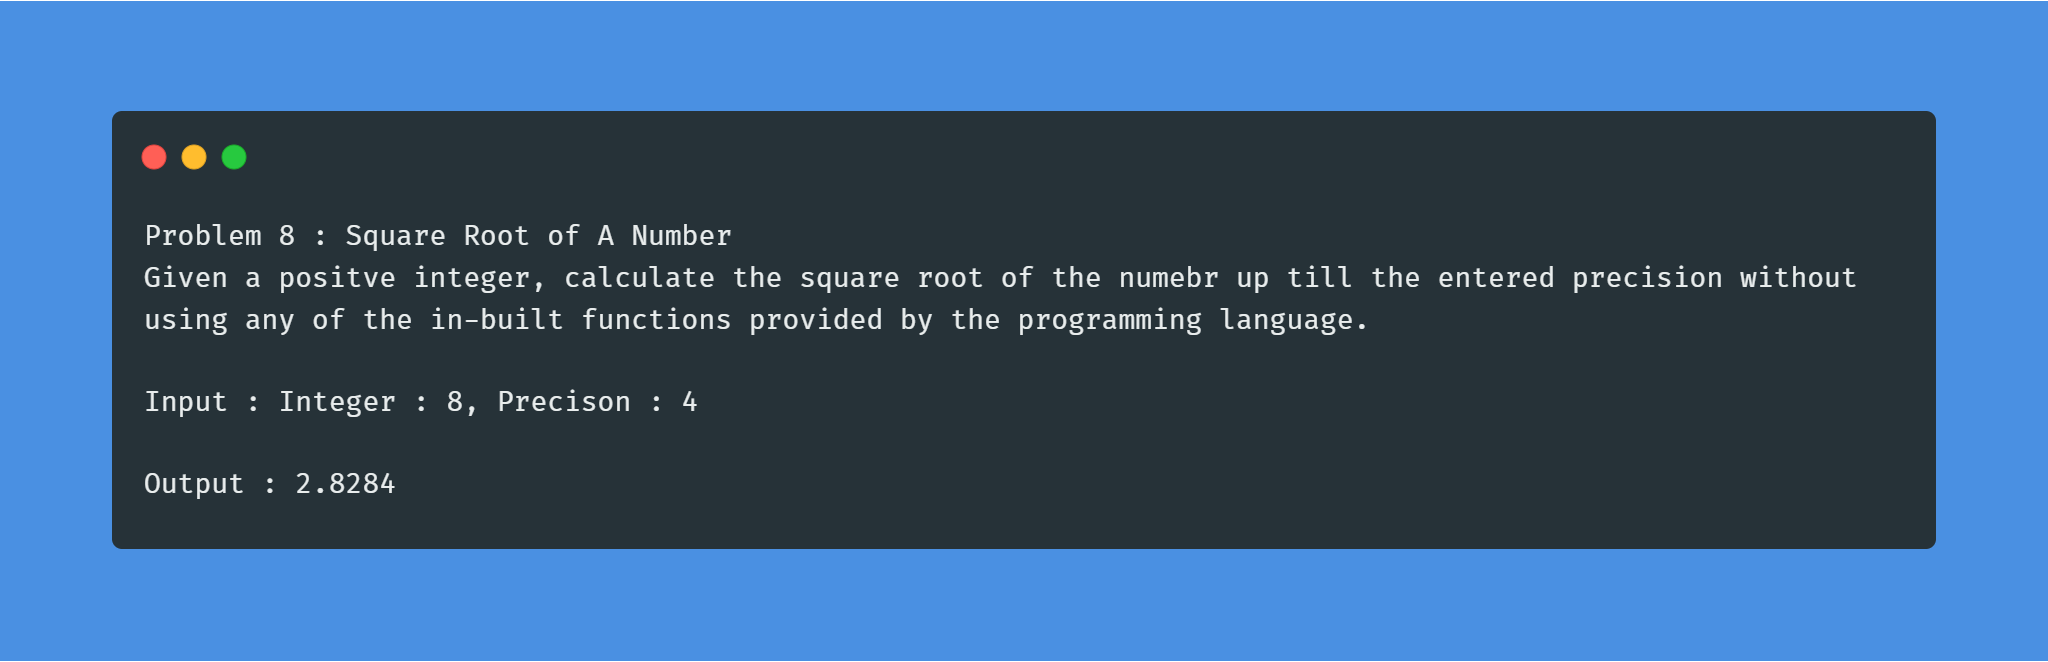 Problem 8 : Square Root of A Number
Given a positve integer, calculate the square root of the numebr up till the entered precision without
using any of the in-built functions provided by the programming language.
Input : Integer : 8, Precison : 4
Output : 2.8284